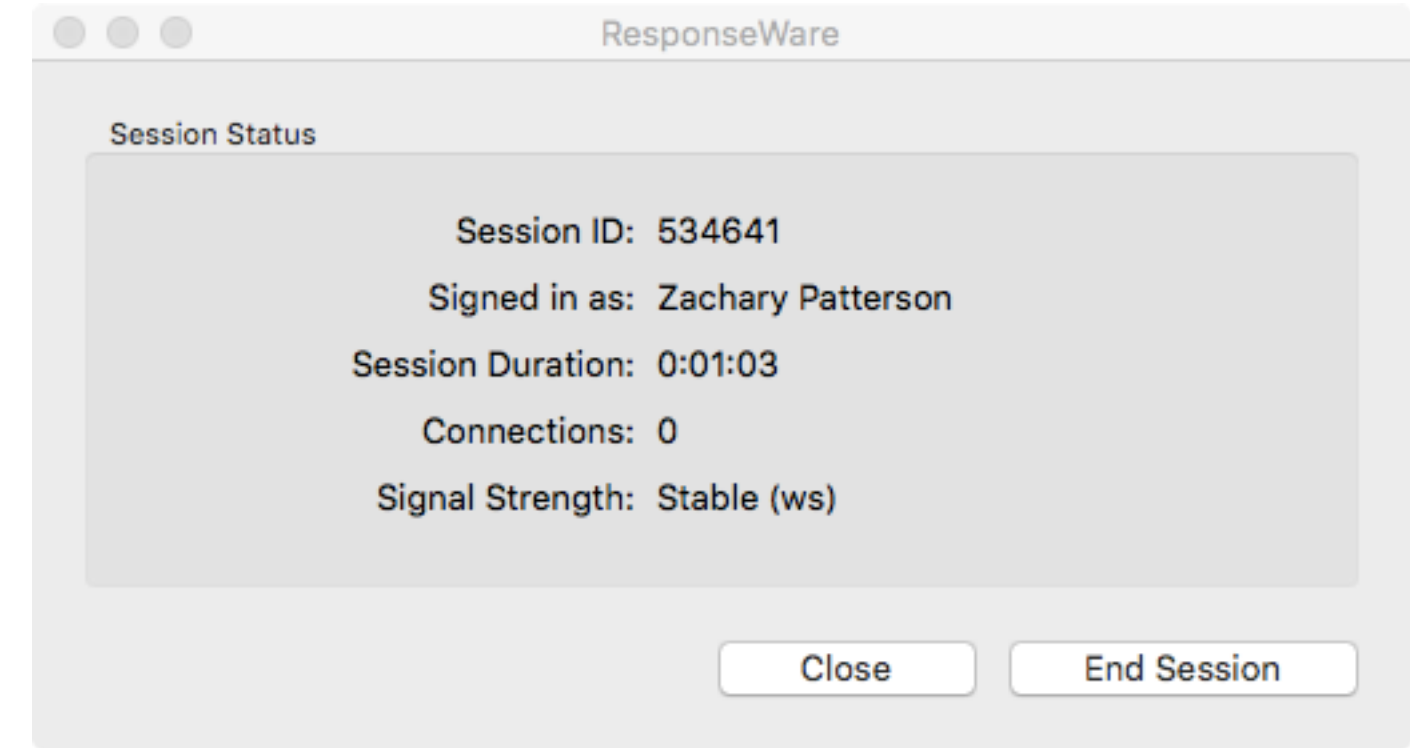 ResponseWare
Session Status
Session ID: 534641
Signed in as: Zachary Patterson
Session Duration: 0:01:03
Connections: 0
Signal Strength: Stable (ws)
Close End Session